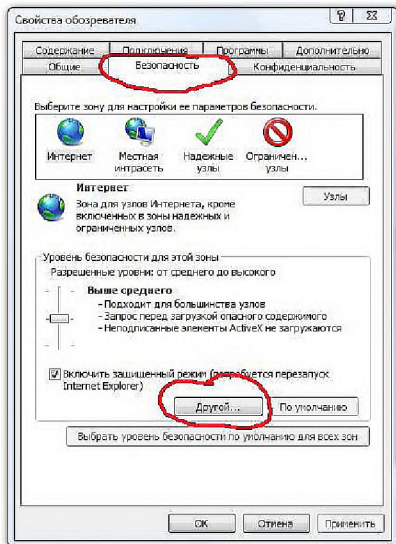 Свойства обозревателя
Содержание Подключения Программы Дополнительно
Общие Безопасность Конфиденциальность
Выберите зону для настройки ее параметров безопасности.
Интернет Местная интрасеть Надежные узлы Ограничен... узлы
Интернет
Зона для узлов Интернета, кроме
включенных в зоны надежных и
ограниченных узлов.
Узлы
Уровень безопасности для этой зоны
Разрешенные уровни: от среднего до высокого
Выше среднего
- Подходит для большинства узлов
- Запрос перед загрузкой опасного содержимого
- Неподписанные элементы ActiveX не загружаются
Включить защищенный режим (потребуется перезапуск
Internet Explorer)
Другой... По умолчанию
Выбрать уровень безопасности по умолчанию для всех зон
OK Отмена Применить